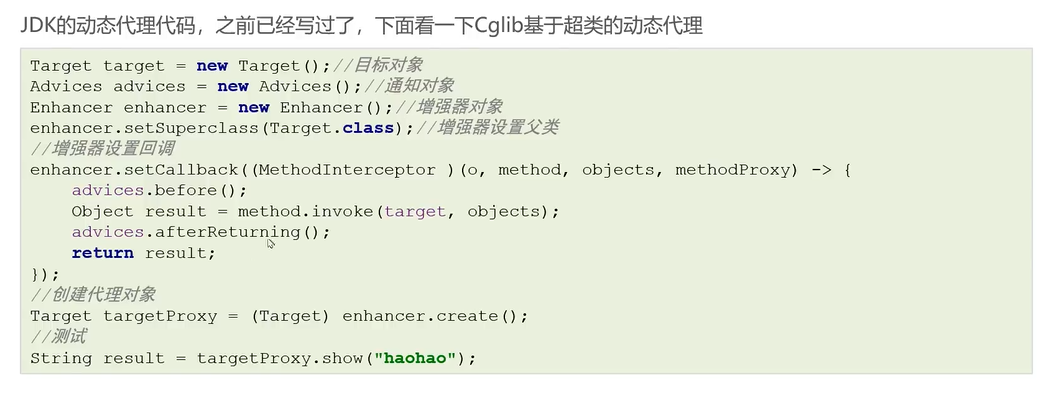 JDK的动态代理代码，之前已经写过了，下面看一下Cglib基于超类的动态代理
Target target = new Target();//目标对象
Advices advices = new Advices();//通知对象
Enhancer enhancer = new Enhancer();//增强器对象
enhancer.setSuperclass(Target.class);//增强器设置父类
//增强器设置回调
enhancer.setCallback((MethodInterceptor )(o, method, objects, methodProxy) -> {
    advices.before();
    Object result = method.invoke(target, objects);
    advices.afterReturning();
    return result;
});
//创建代理对象
Target targetProxy = (Target) enhancer.create();
//测试
String result = targetProxy.show("haohao");